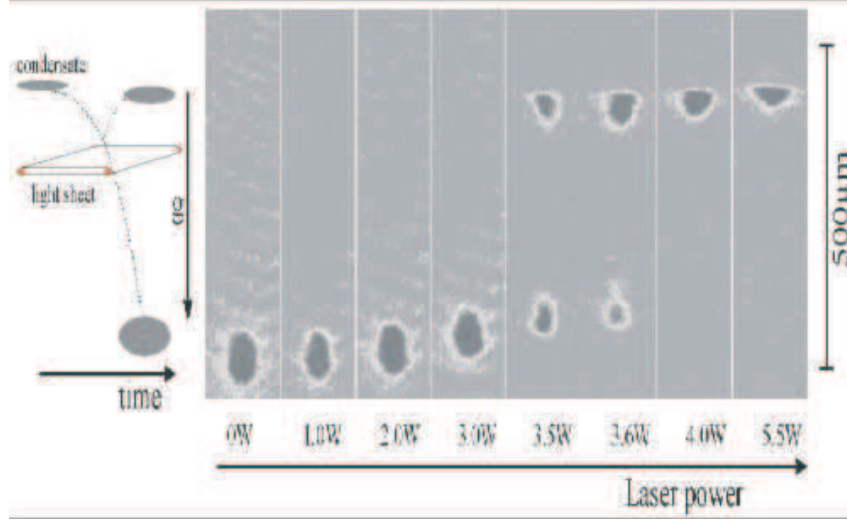 condensate
light sheet
g
time
500μm
0W 1.0W 2.0W 3.0W 3.5W 3.6W 4.0W 5.5W
Laser power